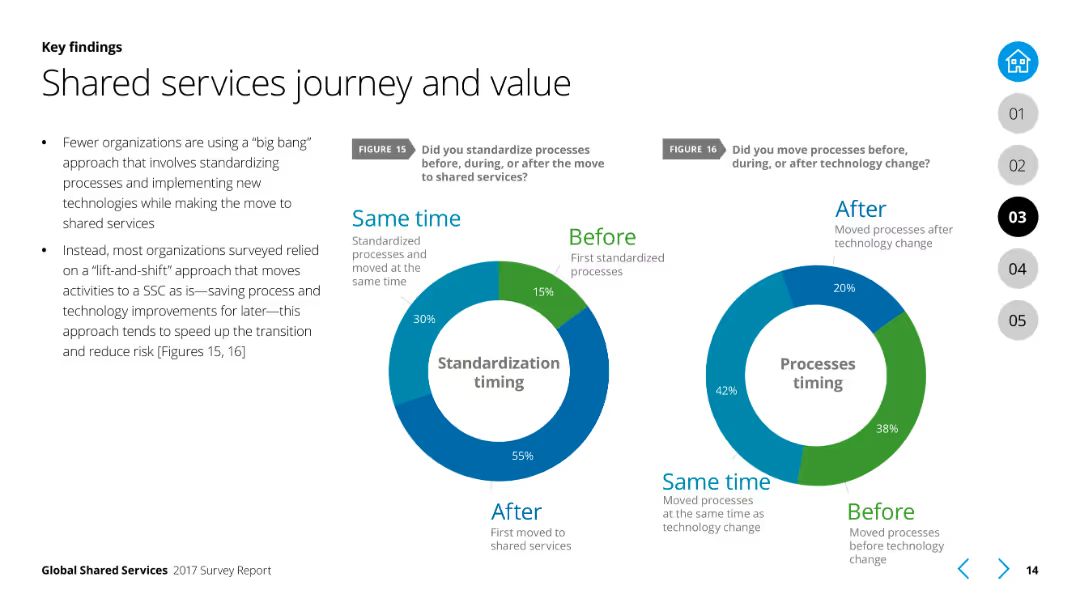 Key findings
Shared services journey and value
• Fewer organizations are using a “big bang”
approach that involves standardizing
processes and implementing new
technologies while making the move to
shared services
• Instead, most organizations surveyed relied
on a “lift-and-shift” approach that moves
activities to a SSC as is—saving process and
technology improvements for later—this
approach tends to speed up the transition
and reduce risk [Figures 15, 16]
FIGURE 15
Did you standardize processes
before, during, or after the move
to shared services?
Same time
Standardized
processes and
moved at the
same time
Before
First standardized
processes
15%
30%
Standardization
timing
55%
After
First moved to
shared services
FIGURE 16
Did you move processes before,
during, or after technology change?
After
Moved processes after
technology change
20%
Processes
timing
42%
38%
Same time
Moved processes
at the same time as
technology change
Before
Moved processes
before technology
change
01
02
03
04
05
Global Shared Services 2017 Survey Report
14